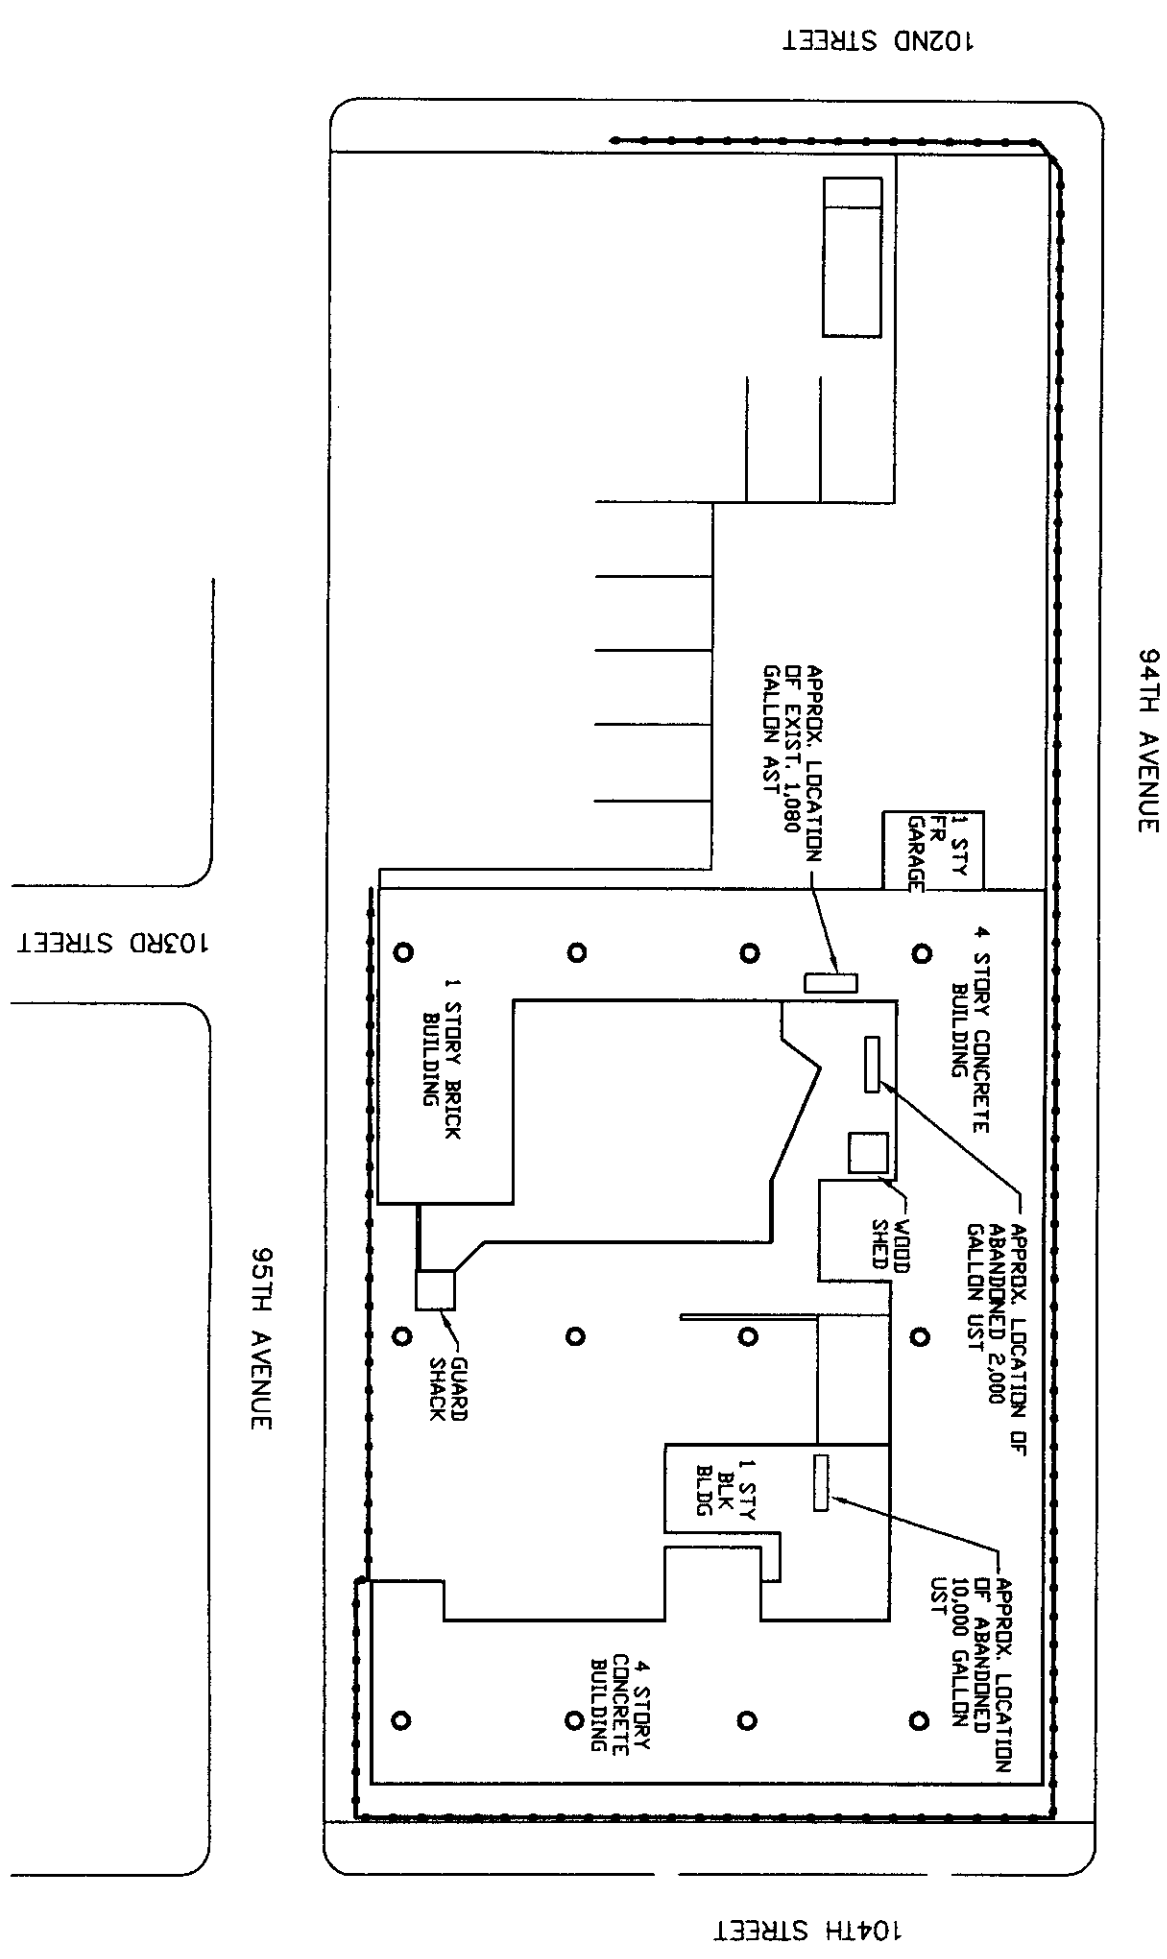 102ND STREET
94TH AVENUE
APPROX. LOCATION
OF EXIST. 1,080
GALLON AST
1 STY
FR
GARAGE
4 STORY CONCRETE
BUILDING
103RD STREET
1 STORY BRICK
BUILDING
APPROX. LOCATION OF
ABANDONED 2,000
GALLON UST
WOOD
SHED
95TH AVENUE
GUARD
SHACK
1 STY
BLK
BLDG
APPROX. LOCATION
OF ABANDONED
10,000 GALLON
UST
4 STORY
CONCRETE
BUILDING
104TH STREET